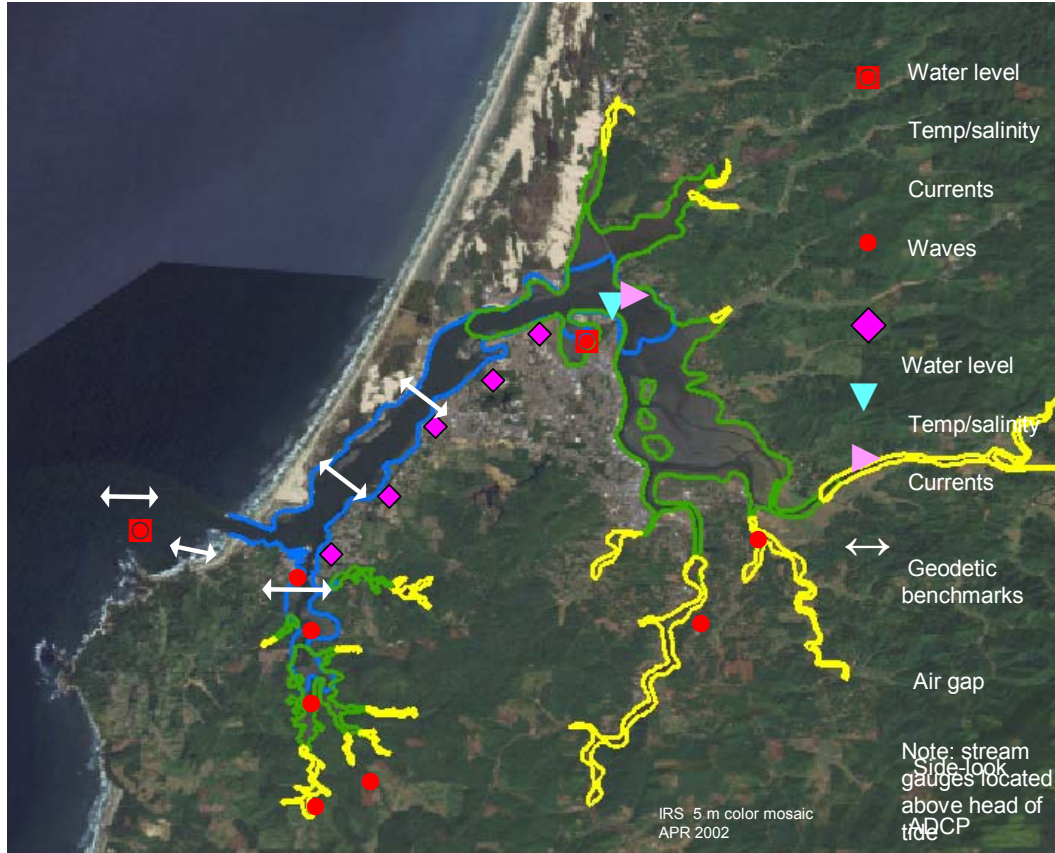 Water level
Temp/salinity
Currents
Waves
Water level
Temp/salinity
Currents
Geodetic
benchmarks
Air gap
Side-look
ADCP
Note: stream
gauges located
above head of
tide
IRS 5 m color mosaic
APR 2002